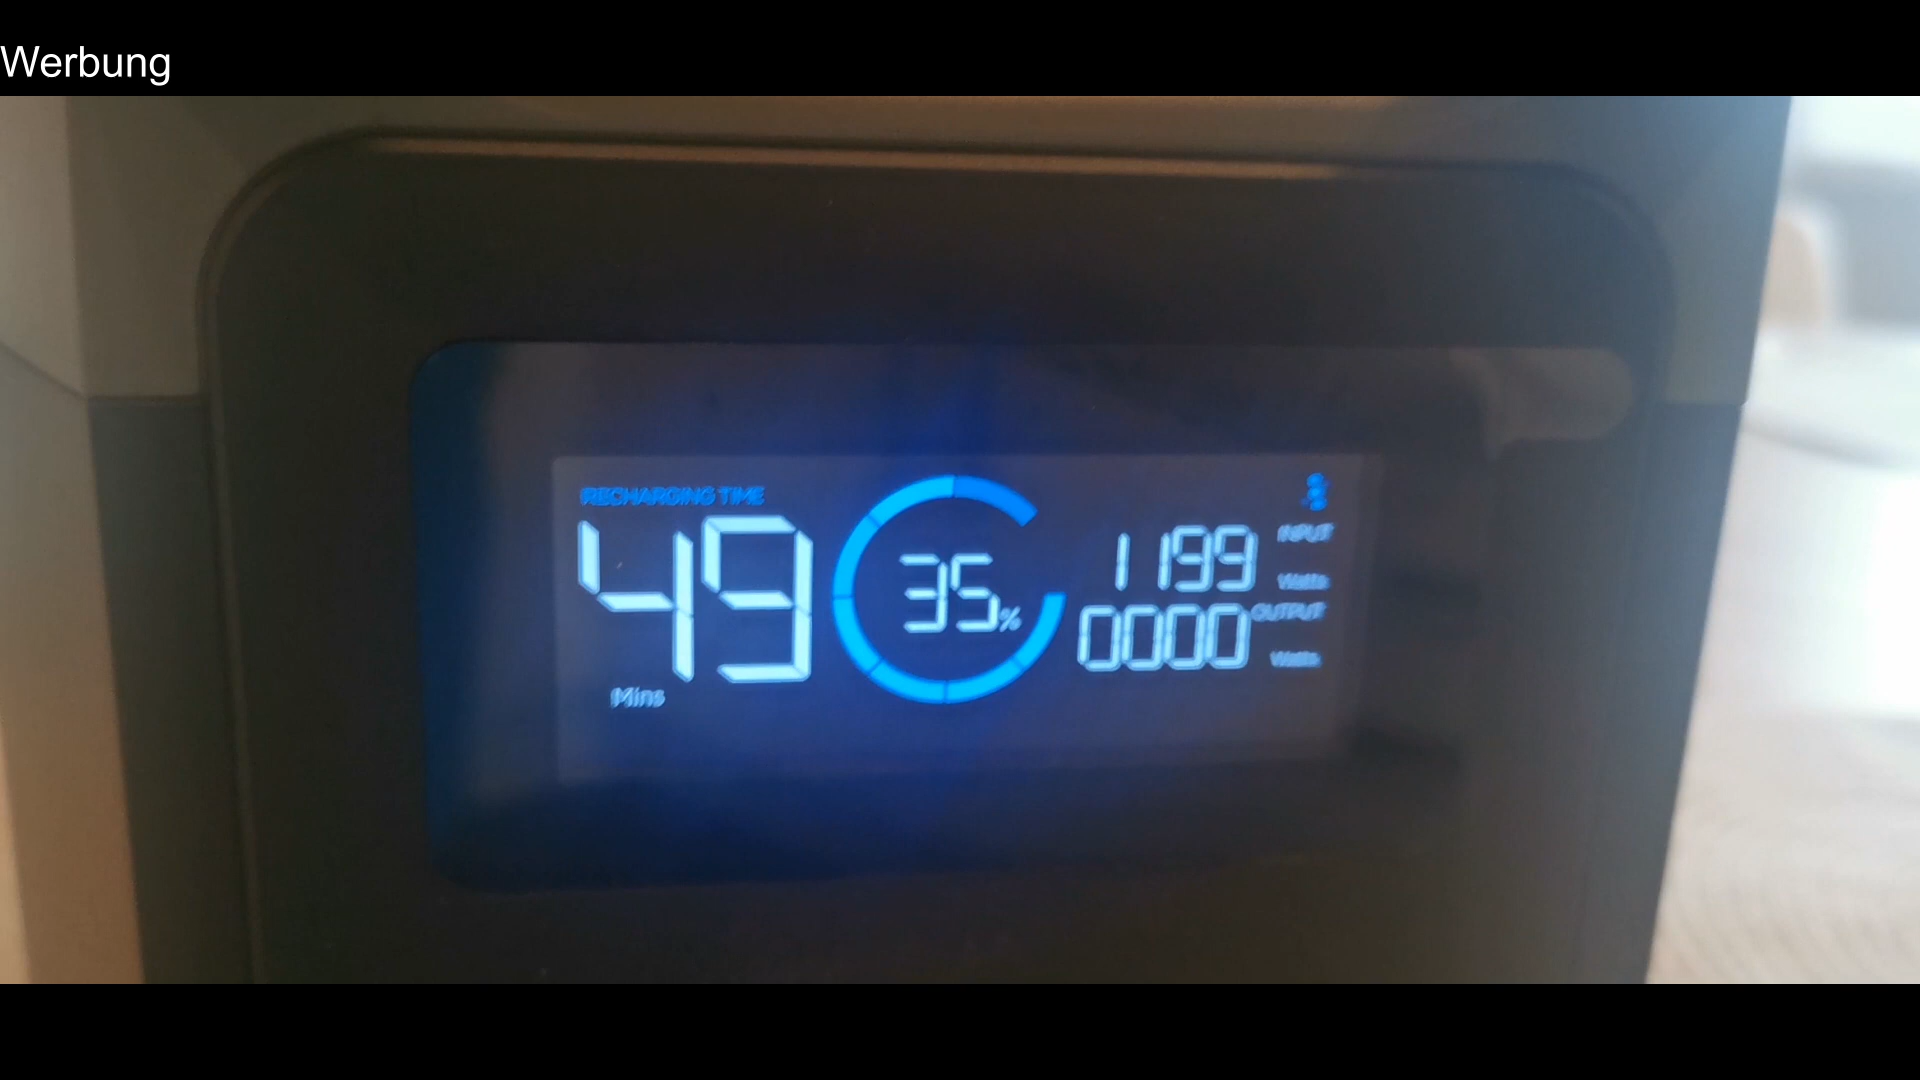 Werbung
RECHARGING TIME
49
Mins
35%
1199
INPUT
Watts
0000
OUTPUT
Watts